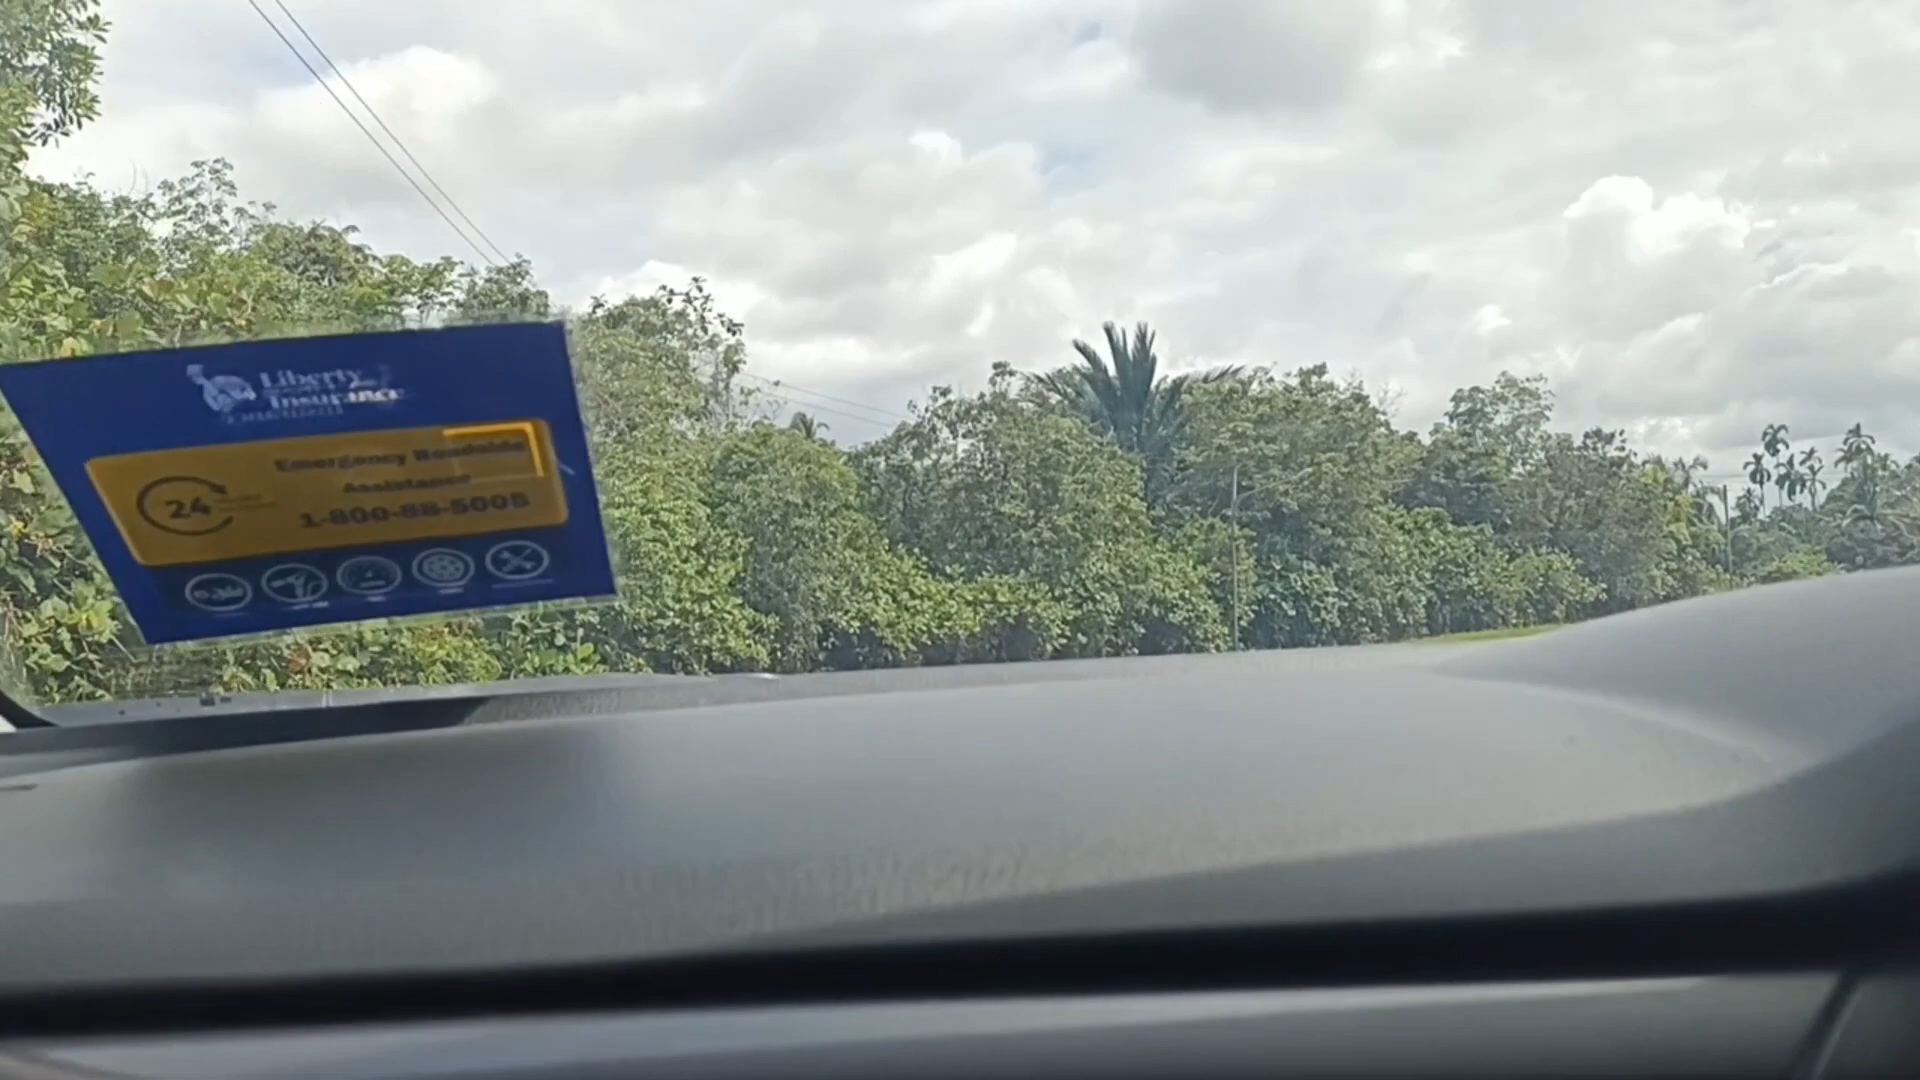 Liberty
Insurance
24
Emergency Roadside
Assistance
1-800-88-5005